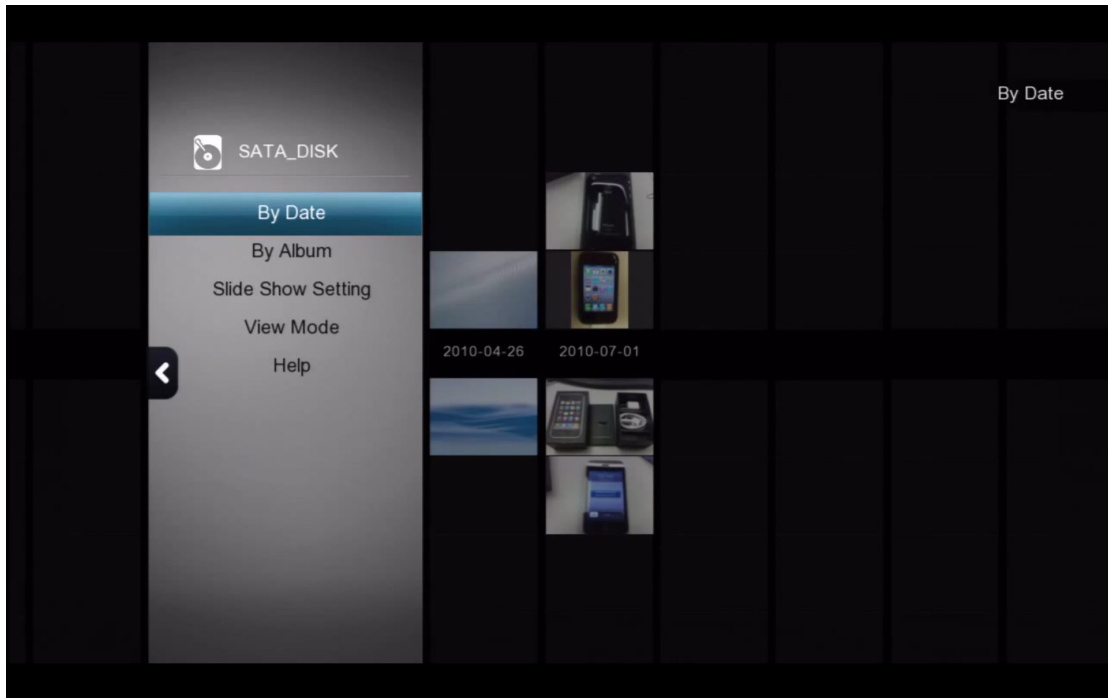 By Date
SATA_DISK
By Date
By Album
Slide Show Setting
View Mode
Help
2010-04-26
2010-07-01